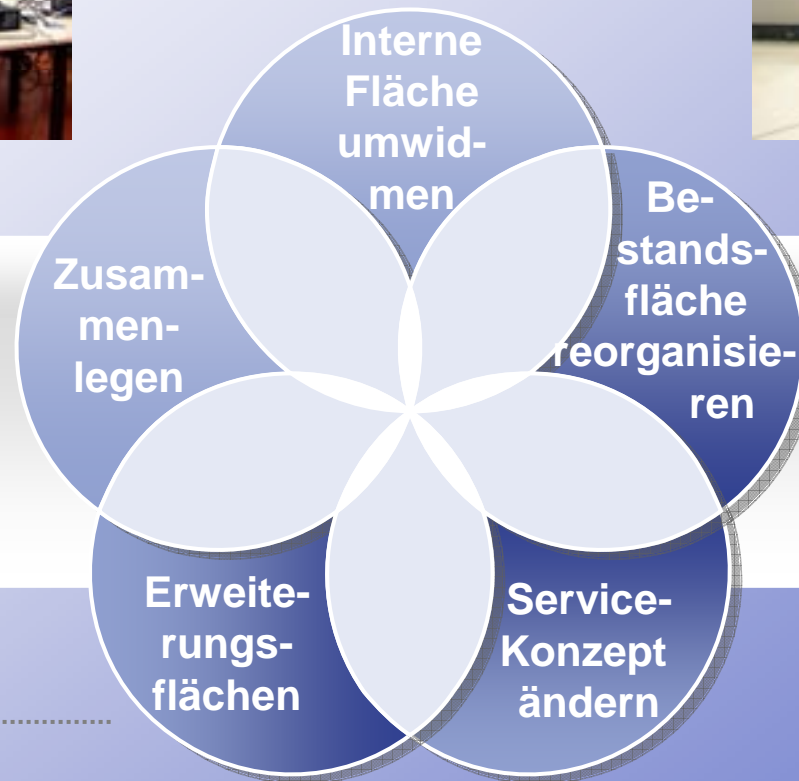 Interne
Fläche
umwid-
men
Be-
stands-
fläche
reorganisie-
ren
Zusam-
men-
legen
Erweite-
rungs-
flächen
Service-
Konzept
ändern